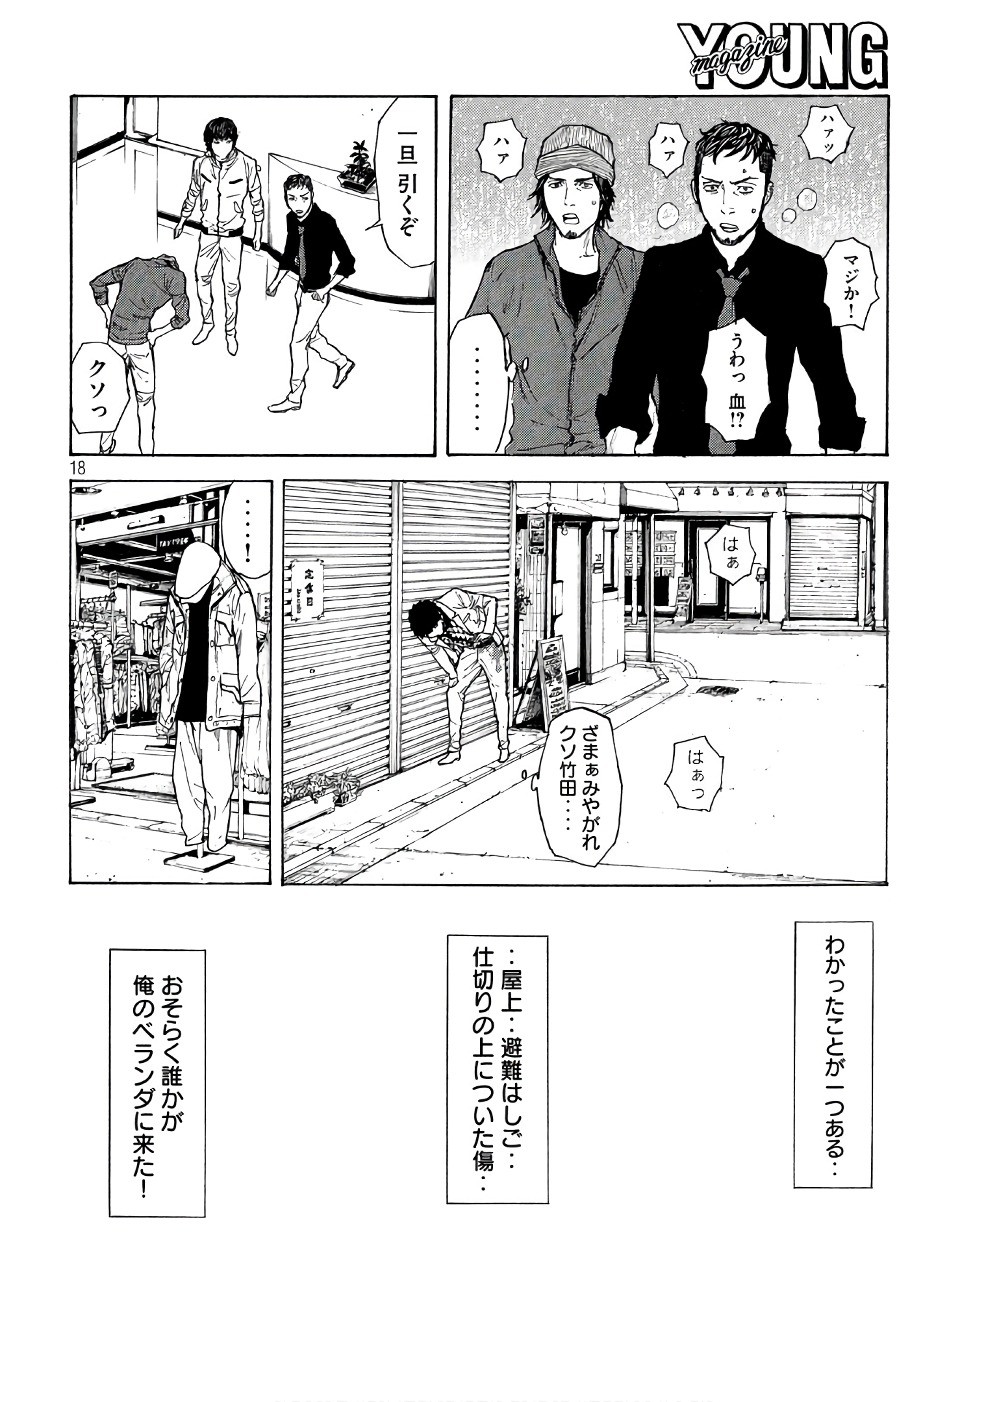 YOUNG
magazine
ハァッ
ハァ
ハァ
マジか!
うわっ 血!?
・・・・・・・・
一旦 引くぞ
クソっ
18
はぁ
定休日
ざまぁみやがれ
クソ竹田・・・・
はぁっ
・・・・・!
わかったことが一つある・・
・・屋上・・避難はしご・・
仕切りの上についた傷・・
おそらく誰かが
俺のベランダに来た!